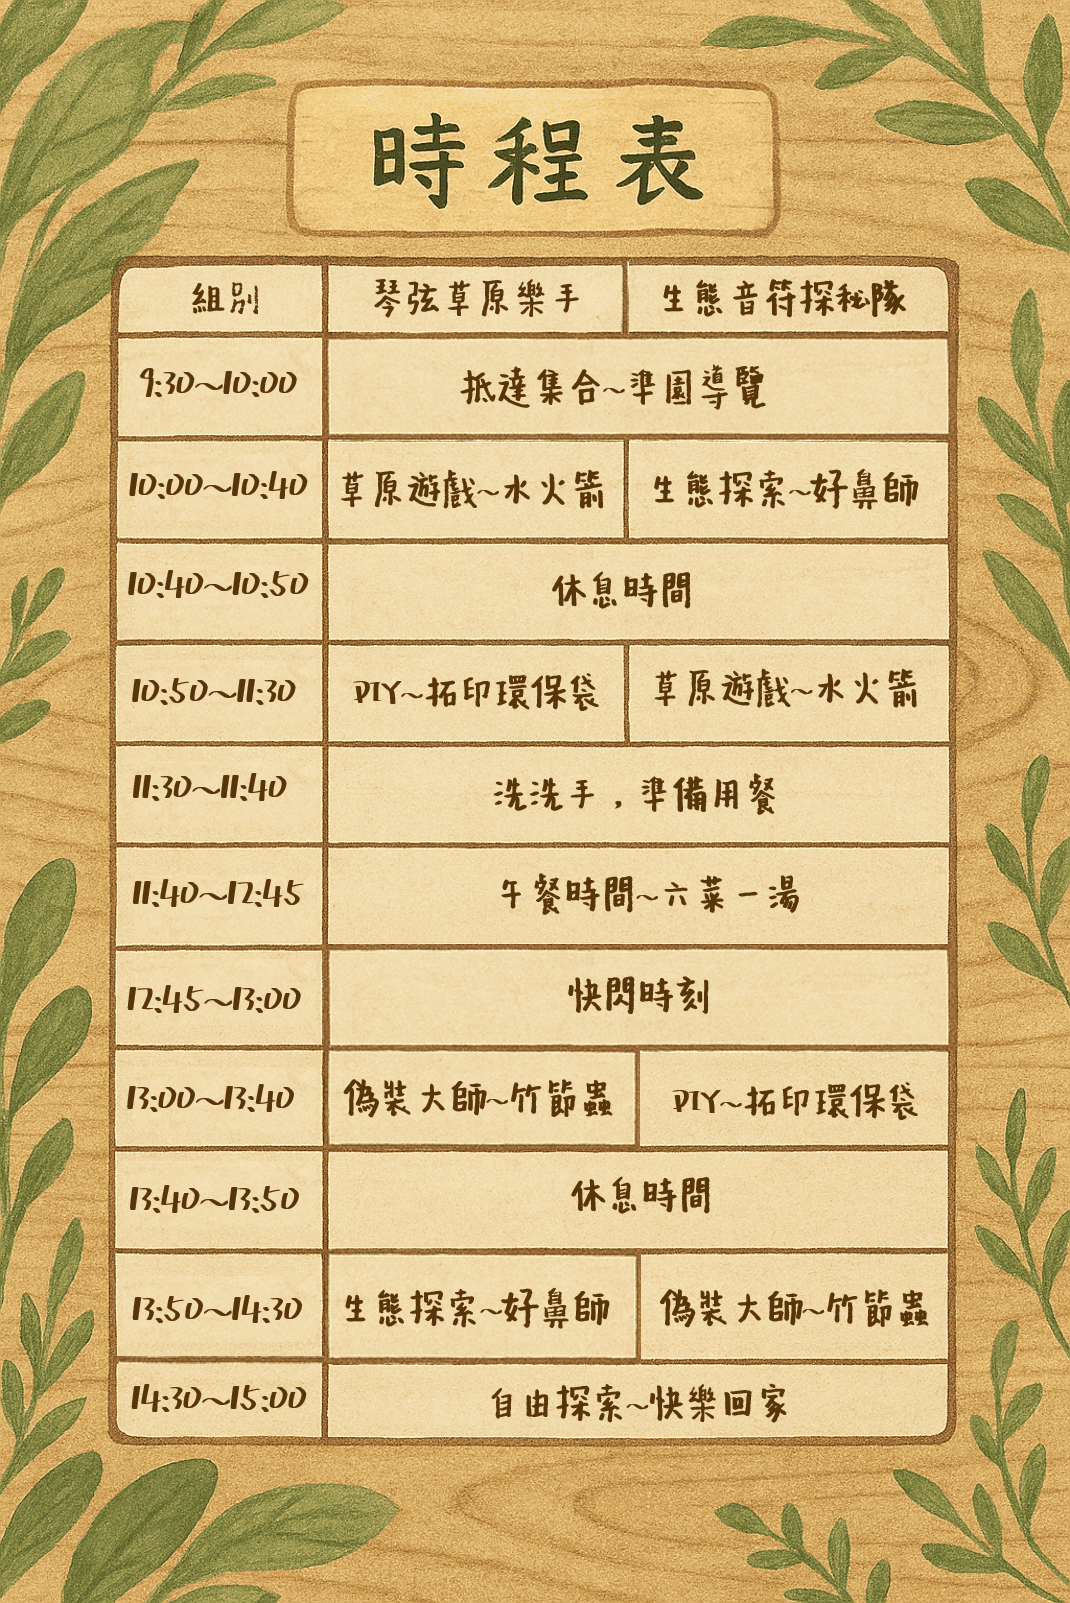 時程表
組別 琴弦草原樂手 生態音符探秘隊
9:30~10:00 抵達集合~準園導覽
10:00~10:40 草原遊戲~水火箭 生態探索~好鼻師
10:40~10:50 休息時間
10:50~11:30 DIY~拓印環保袋 草原遊戲~水火箭
11:30~11:40 洗洗手，準備用餐
11:40~12:45 午餐時間~六菜一湯
12:45~13:00 快閃時刻
13:00~13:40 偽裝大師~竹節蟲 DIY~拓印環保袋
13:40~13:50 休息時間
13:50~14:30 生態探索~好鼻師 偽裝大師~竹節蟲
14:30~15:00 自由探索~快樂回家